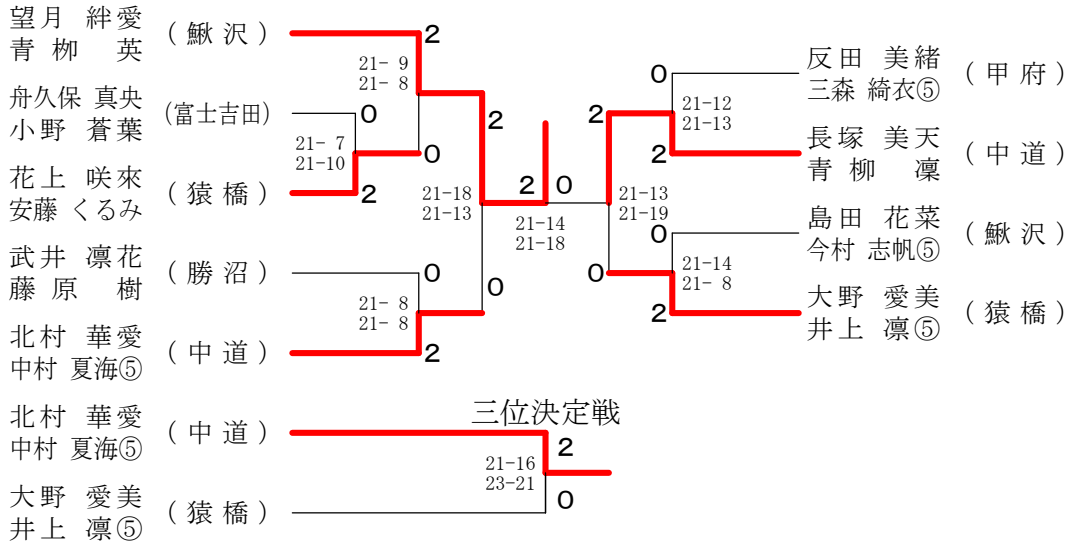 望月 絆愛
青栁 英
(鰍沢)
2
21- 9
21- 8
舟久保 真央
小野 蒼葉
(富士吉田)
0
21- 7
21-10
0
花上 咲來
安藤 くるみ
(猿橋)
2
2
21-18
21-13
武井 凛花
藤原 樹
(勝沼)
0
0
21- 8
21- 8
北村 華愛
中村 夏海⑤
(中道)
2
2
0
21-14
21-18
反田 美緒
三森 綺衣⑤
(甲府)
0
21-12
21-13
2
長塚 美天
青柳 凜
(中道)
2
21-13
21-19
島田 花菜
今村 志帆⑤
(鰍沢)
0
0
21-14
21- 8
大野 愛美
井上 凛⑤
(猿橋)
2
三位決定戦
北村 華愛
中村 夏海⑤
(中道)
2
21-16
23-21
大野 愛美
井上 凛⑤
(猿橋)
0